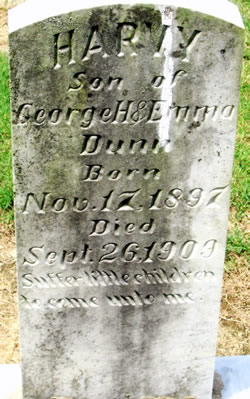 HARVY
Son of
George H & Emma
Dunn
Born
Nov. 17, 1897
Died
Sept. 26, 1909
Suffer little children
to come unto me.